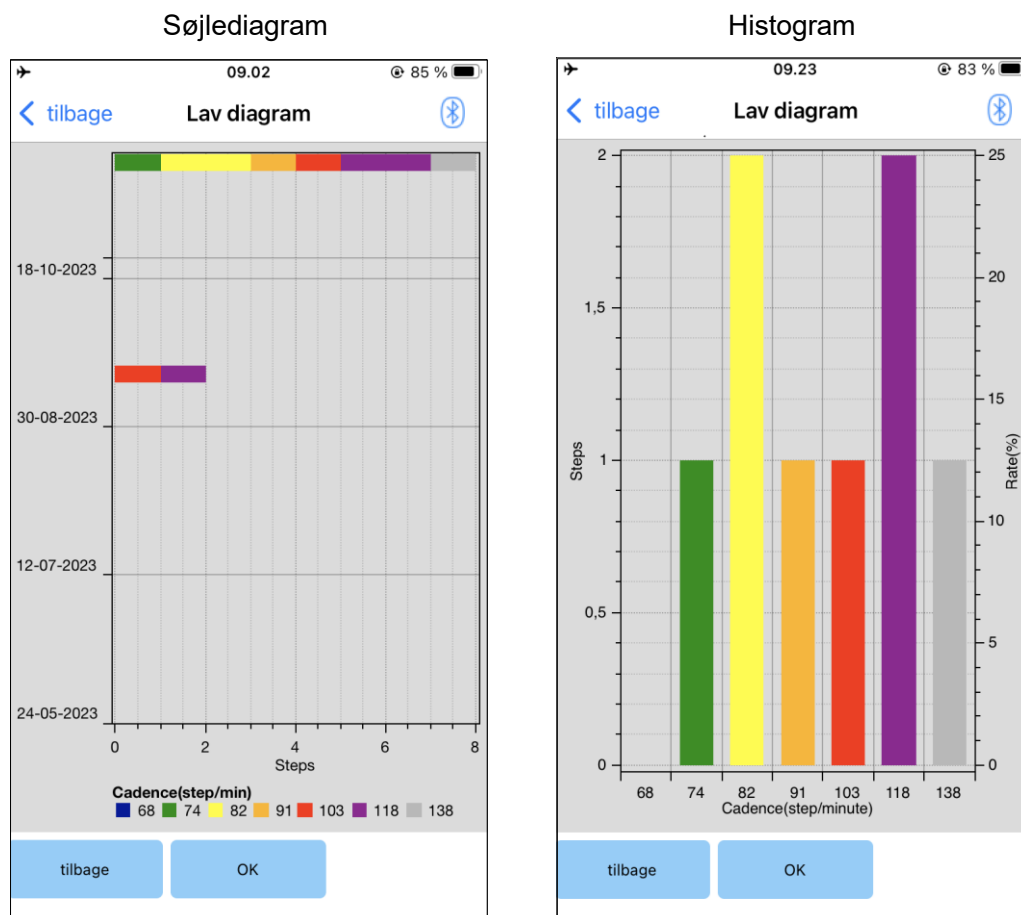 Søjlediagram
09.02 85 %
tilbage Lav diagram
18-10-2023
30-08-2023
12-07-2023
24-05-2023
0 2 4 6 8
Steps
Cadence(step/min)
68 74 82 91 103 118 138
tilbage OK
Histogram
09.23 83 %
tilbage Lav diagram
2
1,5
1
0,5
0
Steps
25
20
15
10
5
0
Rate(%)
68 74 82 91 103 118 138
Cadence(step/minute)
tilbage OK